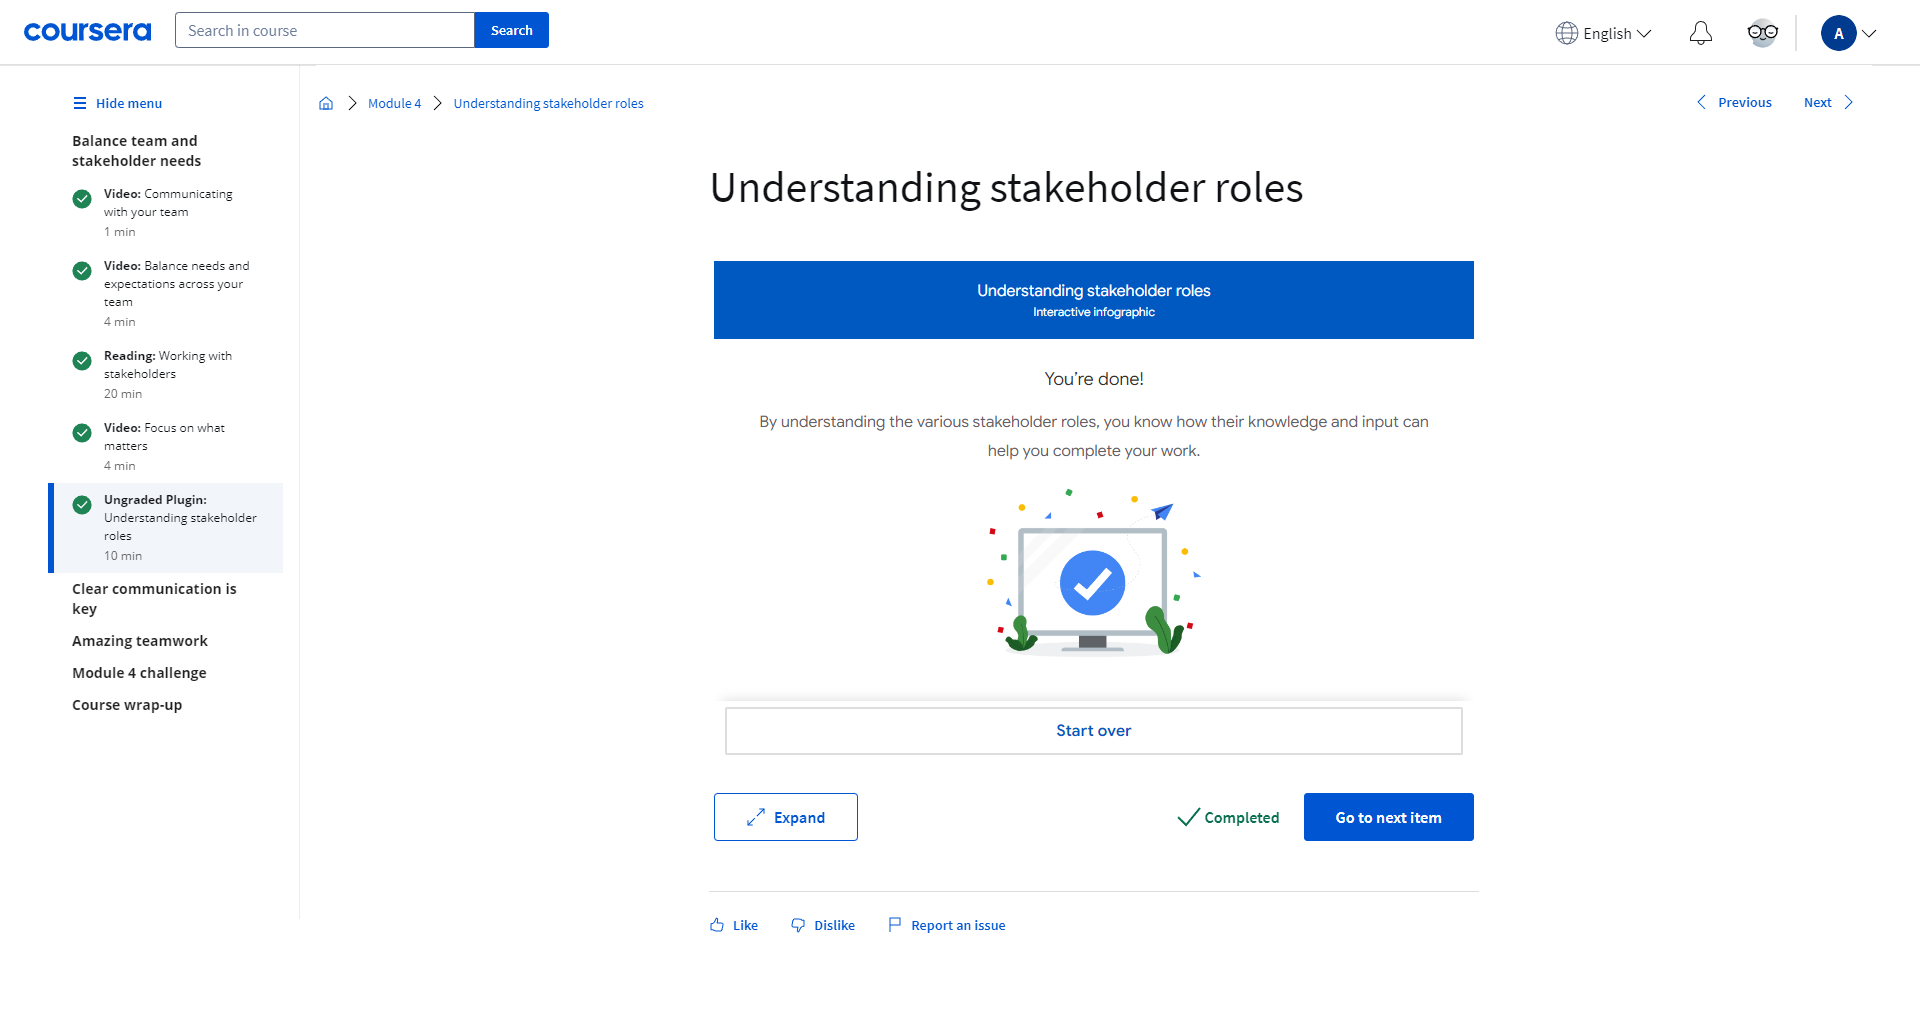 coursera
Search in course
Search
English
A
Hide menu
Module 4
Understanding stakeholder roles
Previous
Next
Balance team and
stakeholder needs
Video: Communicating
with your team
1 min
Video: Balance needs and
expectations across your
team
4 min
Reading: Working with
stakeholders
20 min
Video: Focus on what
matters
4 min
Ungraded Plugin:
Understanding stakeholder
roles
10 min
Clear communication is
key
Amazing teamwork
Module 4 challenge
Course wrap-up
Understanding stakeholder roles
Understanding stakeholder roles
Interactive infographic
You're done!
By understanding the various stakeholder roles, you know how their knowledge and input can
help you complete your work.
Start over
Expand
Completed
Go to next item
Like
Dislike
Report an issue